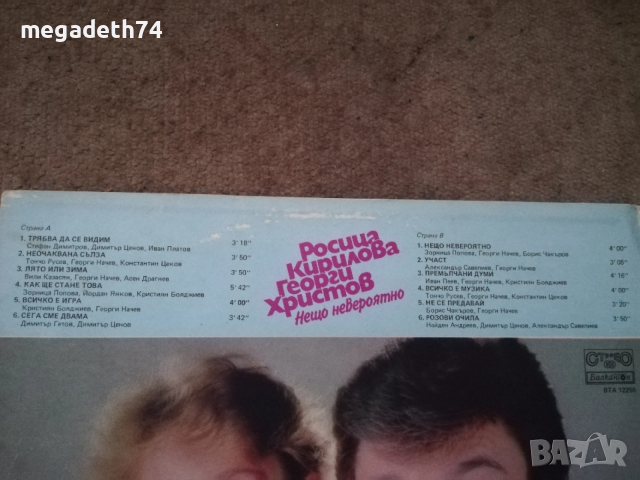 megadeth74
Страна А
1. ТРЯБВА ДА СЕ ВИДИМ 3'18"
Стефан Димитров, Димитър Ценов, Иван Платов
2. НЕОЧАКВАНА СЪЛЗА 3'50"
Тончо Русев, Георги Начев, Константин Циков
3. ЛЯТО ИЛИ ЗИМА 3'50"
Вили Казасян, Георги Начев, Асен Драгнев
4. КАК ЩЕ СТАНЕ ТОВА 5'42"
Зорница Попова, Йордан Янков, Кристиян Бояджиев
5. ВСИЧКО Е ИГРА 4'00"
Кристиян Бояджиев, Георги Начев
6. СЕГА СМЕ ДВАМА 3'42"
Димитър Гетов, Димитър Ценов
Росица
Кирилова
Георги
Христов
Нещо невероятно
Страна В
1. НЕЩО НЕВЕРОЯТНО 4'00"
Зорница Попова, Георги Начев, Борис Чакъров
2. УЧАСТ 3'05"
Александър Савелиев, Георги Начев
3. ПРЕМЪЛЧАНИ ДУМИ 4'16"
Иван Пеев, Георги Начев, Кристиян Бояджиев
4. ВСИЧКО Е МУЗИКА 4'00"
Тончо Русев, Георги Начев, Константин Циков
5. НЕ СЕ ПРЕДАВАЙ 3'20"
Борис Чакъров, Георги Начев
6. РОЗОВИ ОЧИЛА 3'50"
Найден Андреев, Димитър Ценов, Александър Савелиев
СТЕРЕО
Балкантон
ВТА 12255
BAZAR